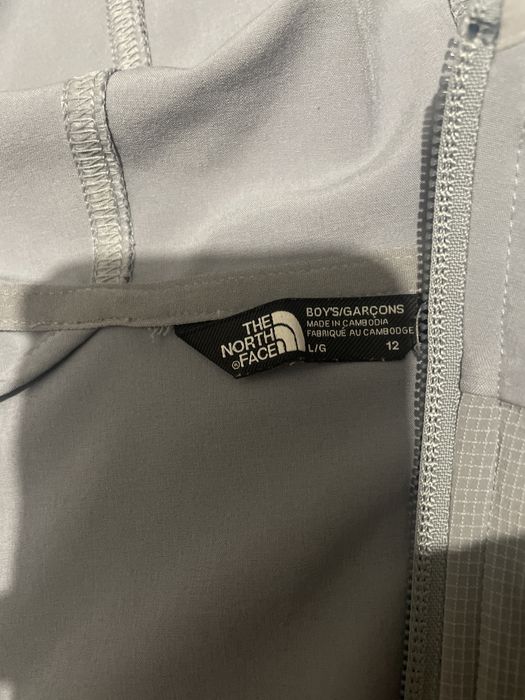 THE
NORTH
®FACE
BOY'S/GARÇONS
MADE IN CAMBODIA
FABRIQUÉ AU CAMBODGE
L/G 12